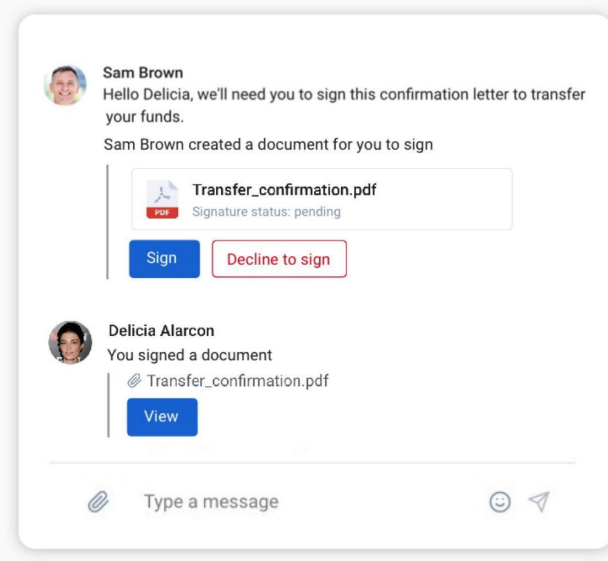 Sam Brown
Hello Delicia, we'll need you to sign this confirmation letter to transfer
your funds.
Sam Brown created a document for you to sign
Transfer_confirmation.pdf
PDF
Signature status: pending
Sign
Decline to sign
Delicia Alarcon
You signed a document
Transfer_confirmation.pdf
View
Type a message